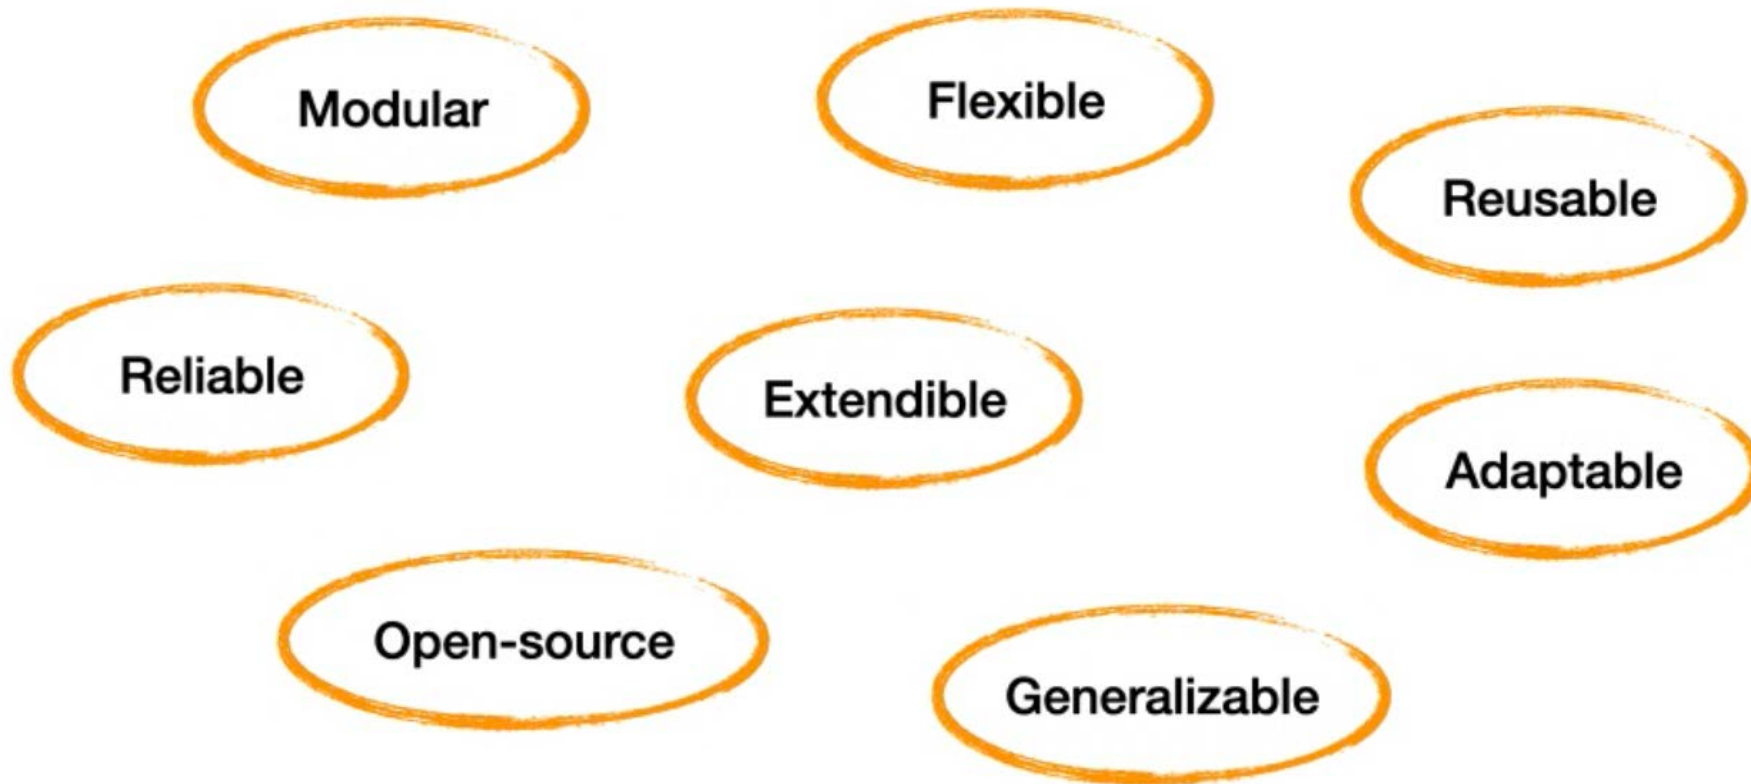 Modular
Flexible
Reusable
Reliable
Extendible
Adaptable
Open-source
Generalizable